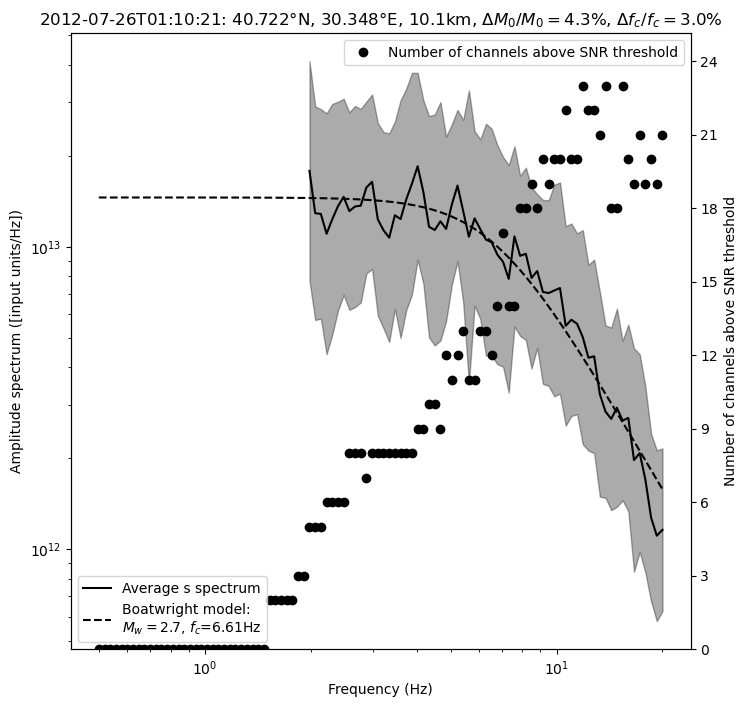 2012-07-26T01:10:21: 40.722°N, 30.348°E, 10.1km, ΔM₀/M₀ = 4.3%, Δf_c/f_c = 3.0%
Number of channels above SNR threshold
Amplitude spectrum ([input units/Hz])
10¹³
10¹²
24
21
18
15
12
9
6
3
0
Number of channels above SNR threshold
Average s spectrum
Boatwright model:
M_w = 2.7, f_c=6.61Hz
10⁰
10¹
Frequency (Hz)